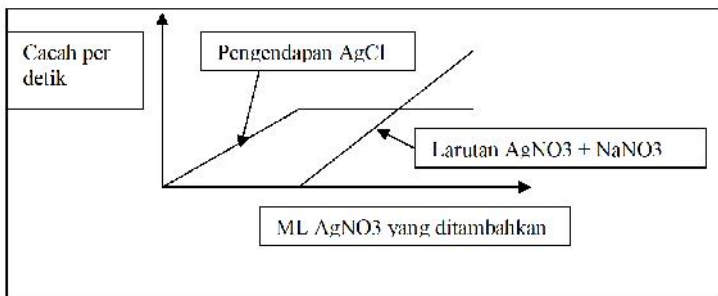 Cacah per
detik
Pengendapan AgCl
Larutan AgNO3 + NaNO3
ML AgNO3 yang ditambahkan